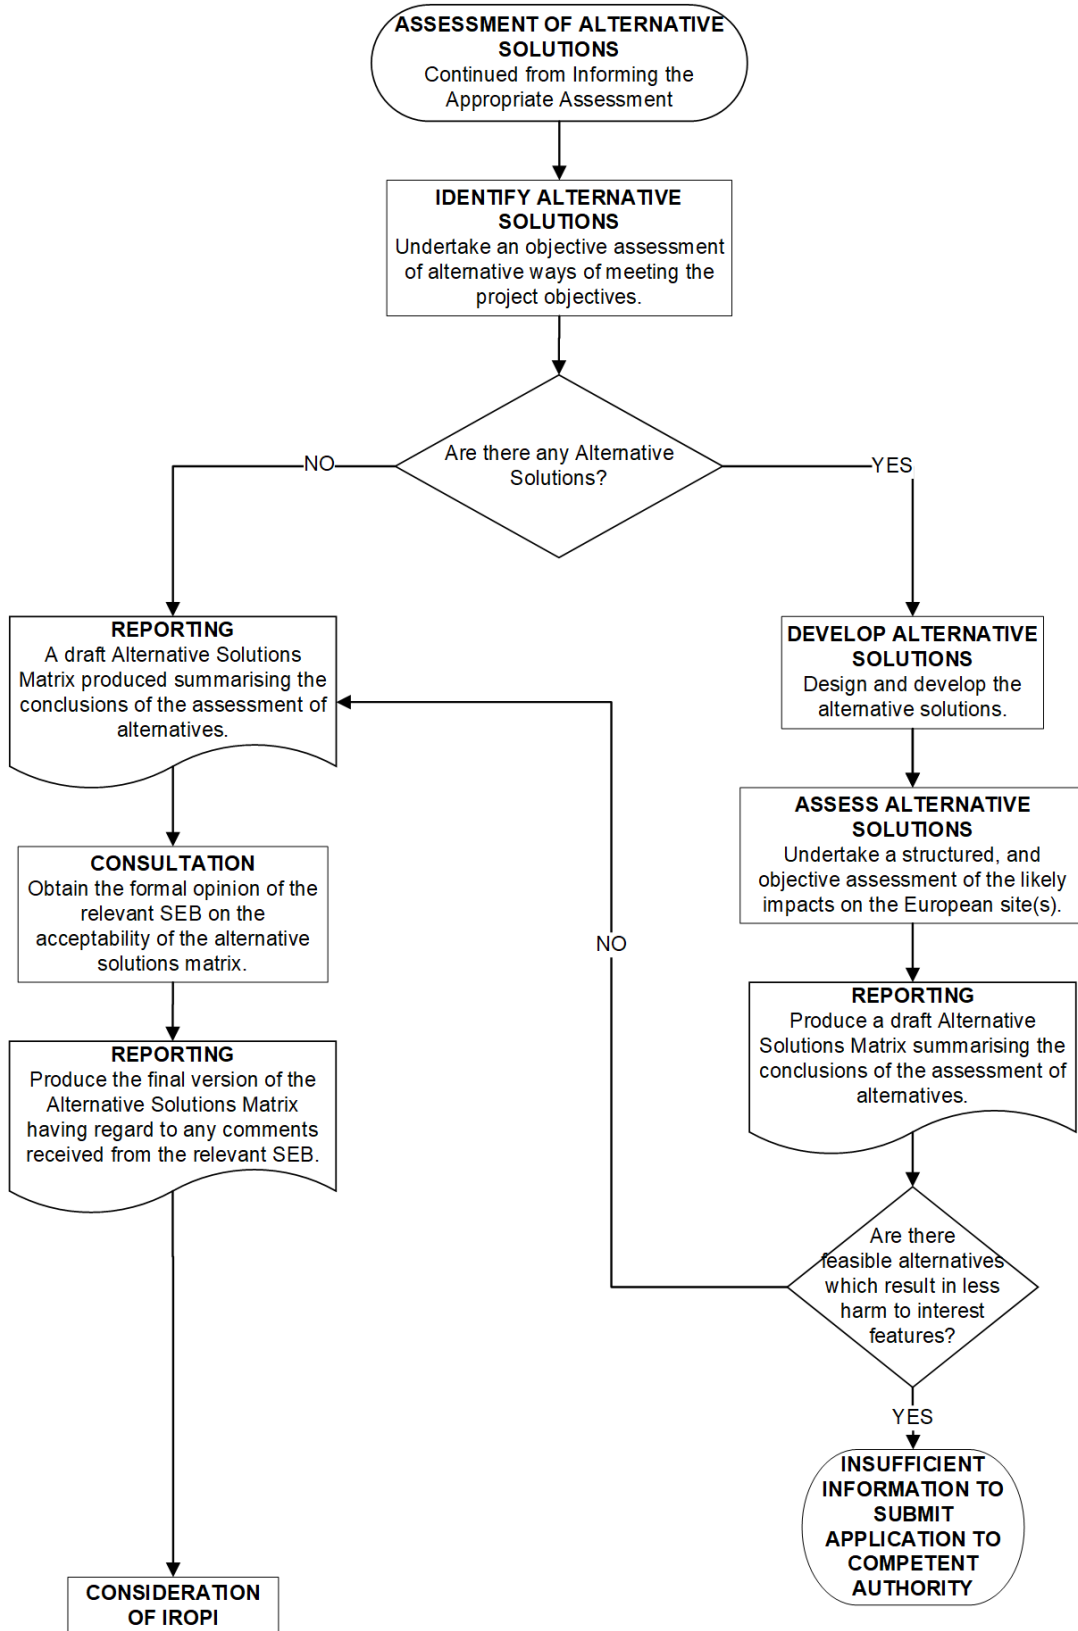 ASSESSMENT OF ALTERNATIVE
SOLUTIONS
Continued from Informing the
Appropriate Assessment
IDENTIFY ALTERNATIVE
SOLUTIONS
Undertake an objective assessment
of alternative ways of meeting the
project objectives.
Are there any Alternative
Solutions?
NO
YES
REPORTING
A draft Alternative Solutions
Matrix produced summarising the
conclusions of the assessment of
alternatives.
CONSULTATION
Obtain the formal opinion of the
relevant SEB on the
acceptability of the alternative
solutions matrix.
REPORTING
Produce the final version of the
Alternative Solutions Matrix
having regard to any comments
received from the relevant SEB.
CONSIDERATION
OF IROPI
DEVELOP ALTERNATIVE
SOLUTIONS
Design and develop the
alternative solutions.
ASSESS ALTERNATIVE
SOLUTIONS
Undertake a structured, and
objective assessment of the likely
impacts on the European site(s).
REPORTING
Produce a draft Alternative
Solutions Matrix summarising the
conclusions of the assessment of
alternatives.
Are there
feasible alternatives
which result in less
harm to interest
features?
NO
YES
INSUFFICIENT
INFORMATION TO
SUBMIT
APPLICATION TO
COMPETENT
AUTHORITY